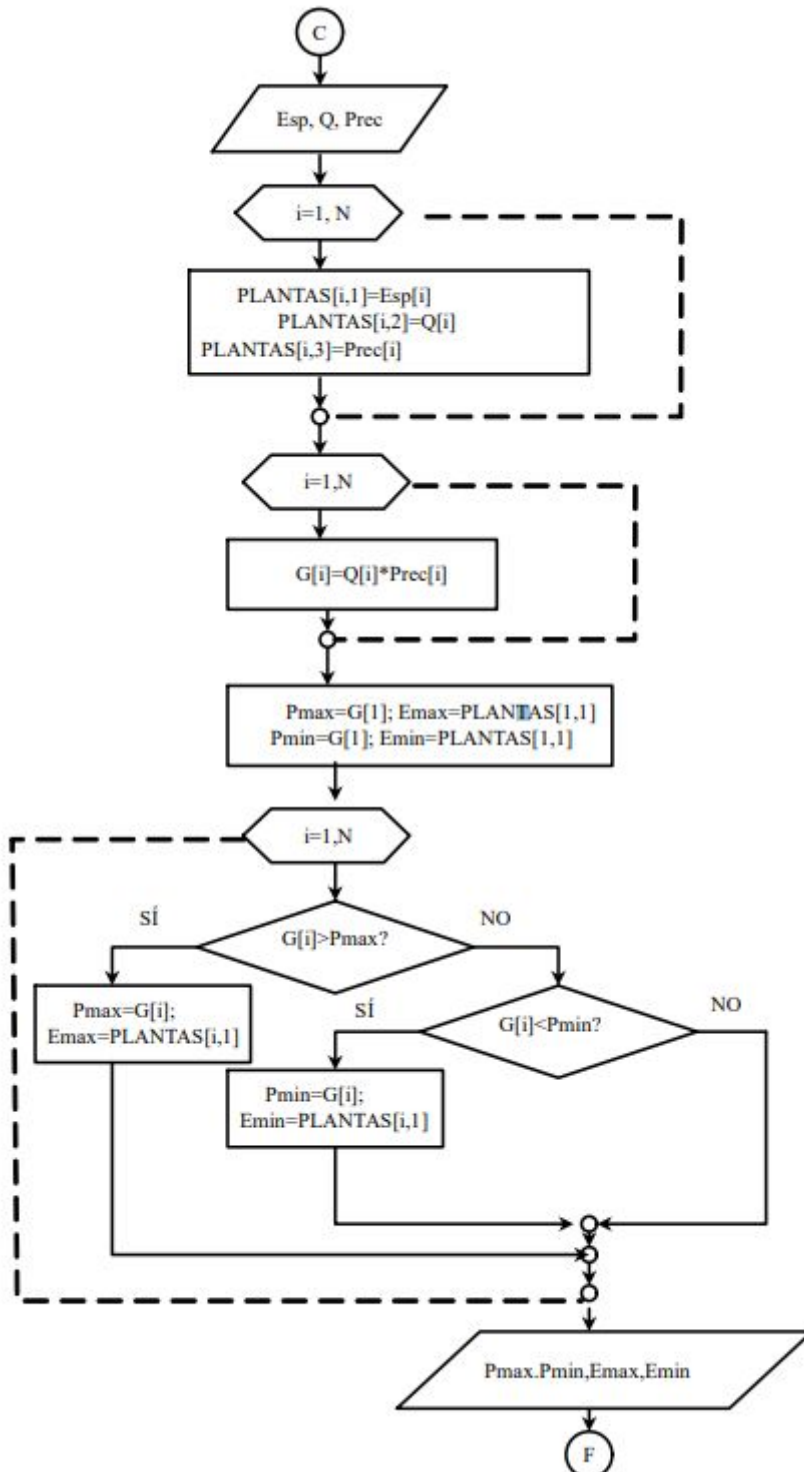 C
Esp, Q, Prec
i=1, N
PLANTAS[i,1]=Esp[i]
PLANTAS[i,2]=Q[i]
PLANTAS[i,3]=Prec[i]
i=1,N
G[i]=Q[i]*Prec[i]
Pmax=G[1]; Emax=PLANTAS[1,1]
Pmin=G[1]; Emin=PLANTAS[1,1]
i=1,N
SÍ
G[i]>Pmax?
NO
Pmax=G[i];
Emax=PLANTAS[i,1]
SÍ
G[i]<Pmin?
NO
Pmin=G[i];
Emin=PLANTAS[i,1]
Pmax.Pmin,Emax,Emin
F